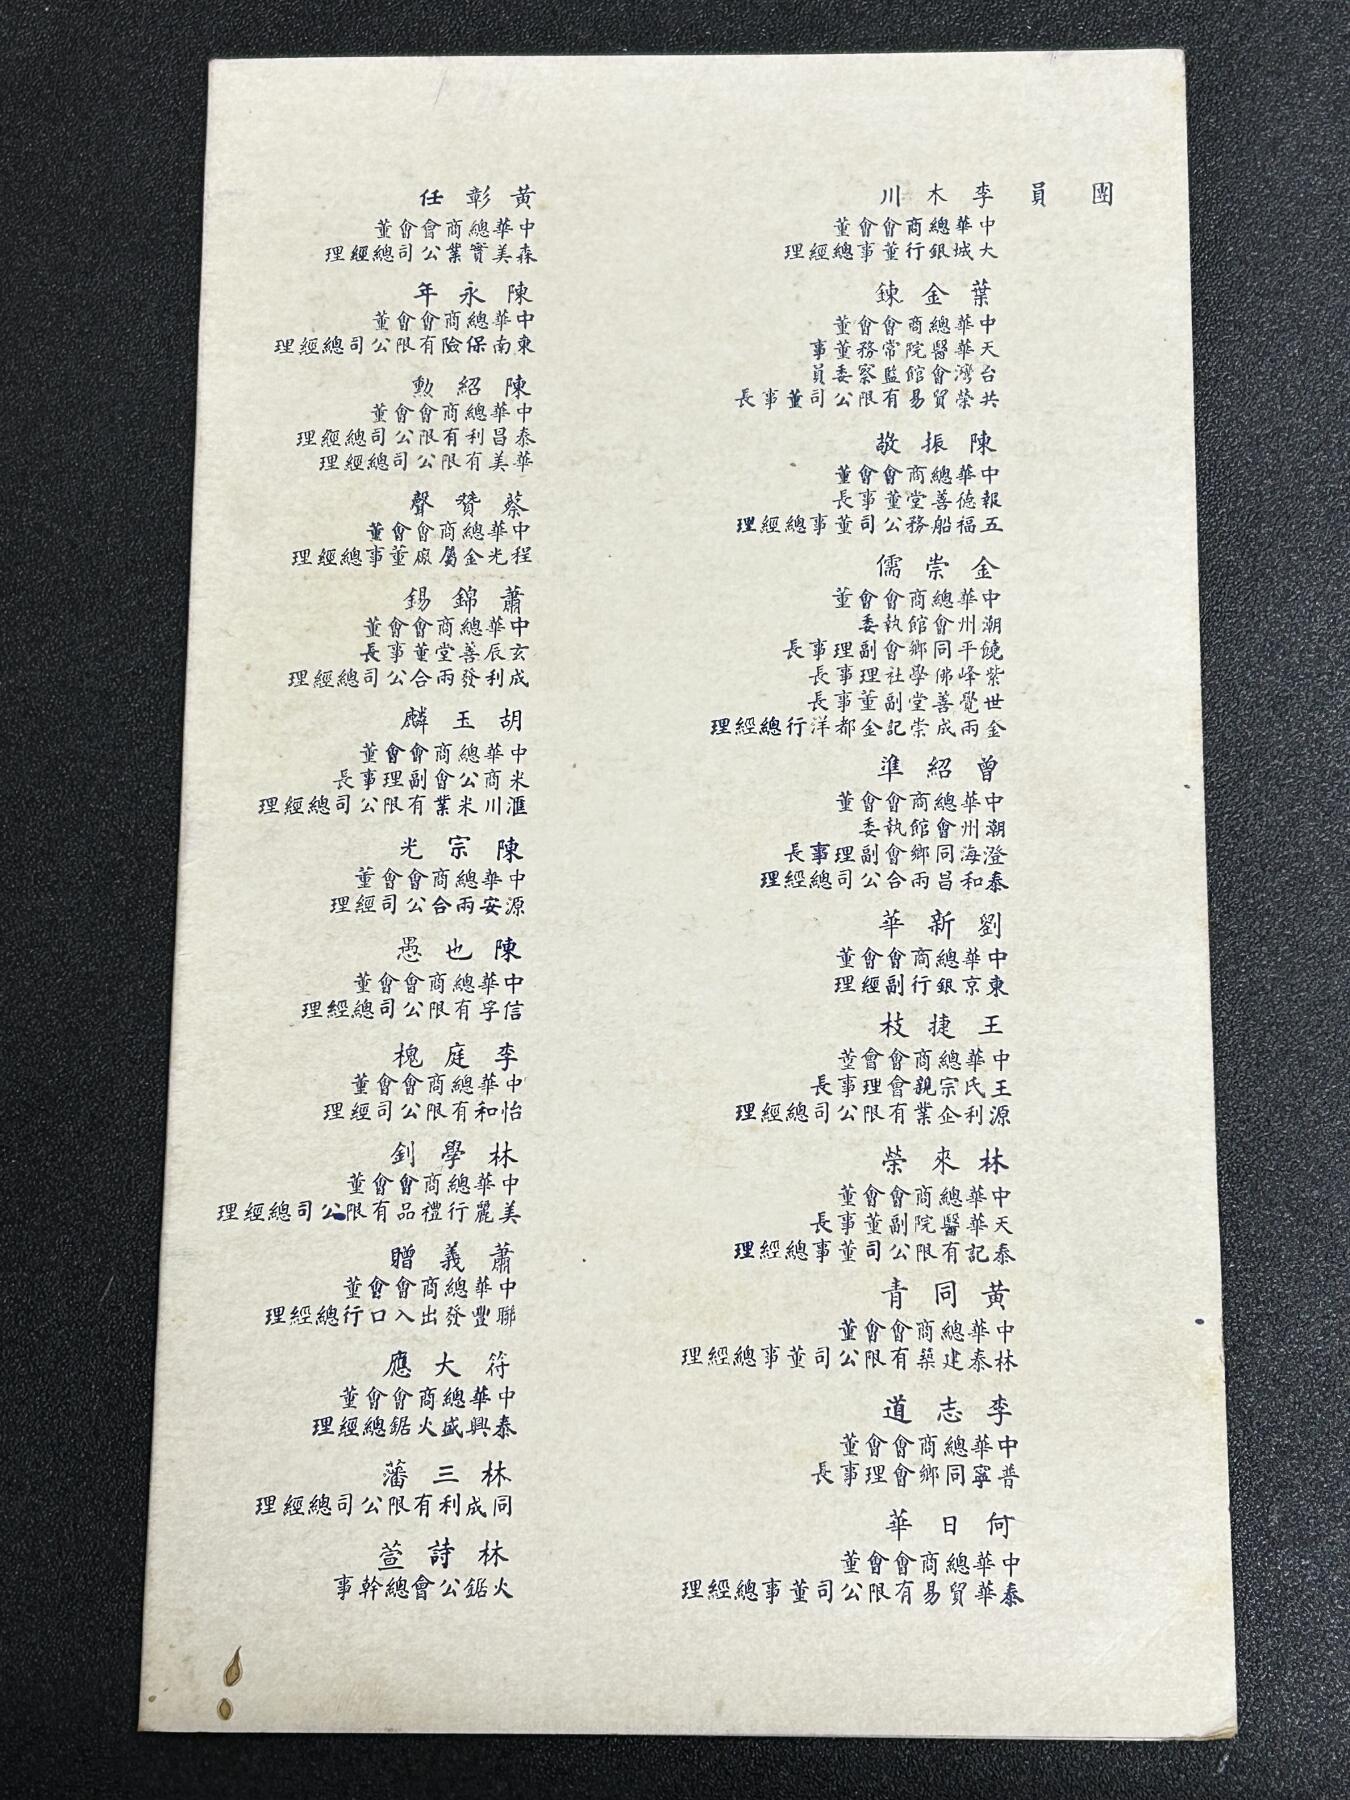 團員 李木川
中華總商會會董
大城銀行董事總經理
葉金鍊
中華總商會會董
天華醫院常務董事
台灣會館監察委員
共榮貿易有限公司董事長
陳振敬
中華總商會會董
報德善堂董事長
五福船務公司董事總經理
金崇儒
中華總商會會董
潮州會館執委
饒平同鄉會副理事長
紫峰佛學社理事長
世覺善堂副董事長
金兩成崇記金都洋行總經理
曾紹準
中華總商會會董
潮州會館執委
澄海同鄉會副理事長
泰和昌兩合公司總經理
劉新華
中華總商會會董
東京銀行副經理
王捷枝
中華總商會會董
王氏宗親會理事長
源利企業有限公司總經理
林來榮
中華總商會會董
天華醫院副董事長
泰記有限公司董事總經理
黃同青
中華總商會會董
林泰建築有限公司董事總經理
李志道
中華總商會會董
普寧同鄉會理事長
何日華
中華總商會會董
泰華貿易有限公司董事總經理
黃彰任
中華總商會會董
森美實業公司總經理
陳永年
中華總商會會董
東南保險有限公司總經理
陳紹勲
中華總商會會董
泰昌利有限公司總經理
華美有限公司總經理
蔡贊聲
中華總商會會董
程光金屬廠董事總經理
蕭錦錫
中華總商會會董
玄辰善堂董事長
成利發兩合公司總經理
胡玉麟
中華總商會會董
米商公會副理事長
滙川米業有限公司總經理
陳宗光
中華總商會會董
源安兩合公司經理
陳也愚
中華總商會會董
信孚有限公司總經理
李庭槐
中華總商會會董
怡和有限公司經理
林學釗
中華總商會會董
美麗行禮品有限公司總經理
蕭義贈
中華總商會會董
聯豐發出入口行總經理
符大應
中華總商會會董
泰興盛火鋸總經理
林三藩
同成利有限公司總經理
林詩萱
火鋸公會總幹事